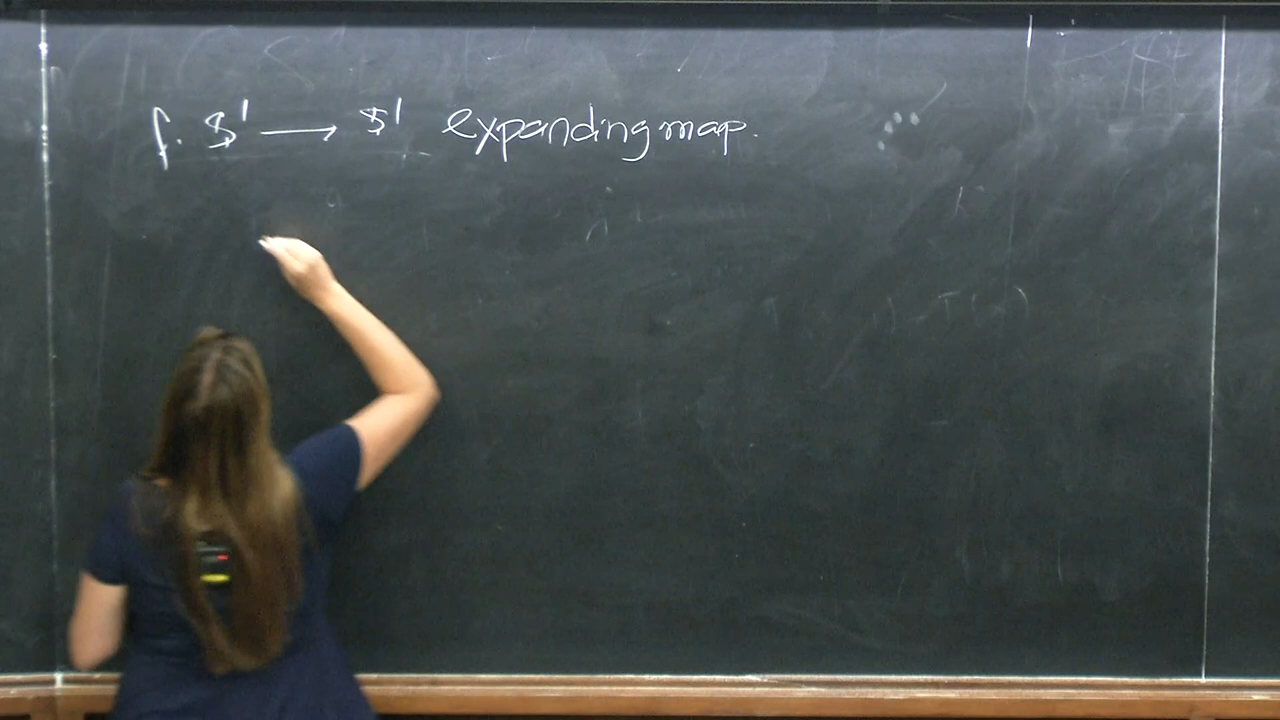 f. S¹ ⟶ S¹ expanding map.